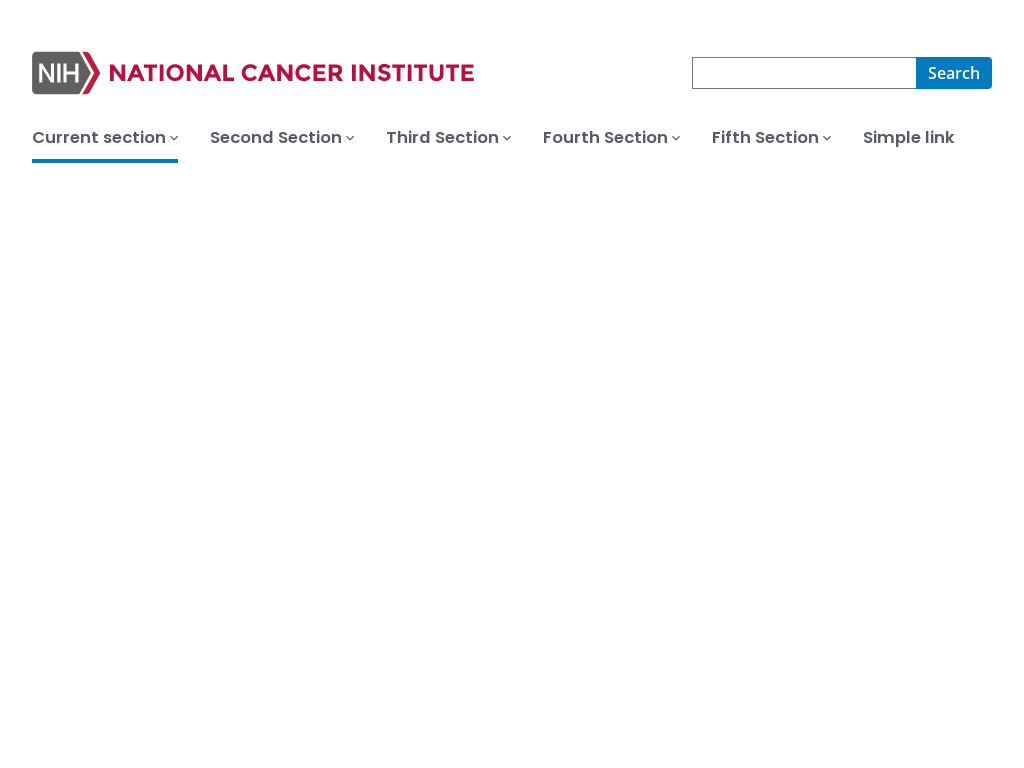 NIH NATIONAL CANCER INSTITUTE
Search
Current section Second Section Third Section Fourth Section Fifth Section Simple link